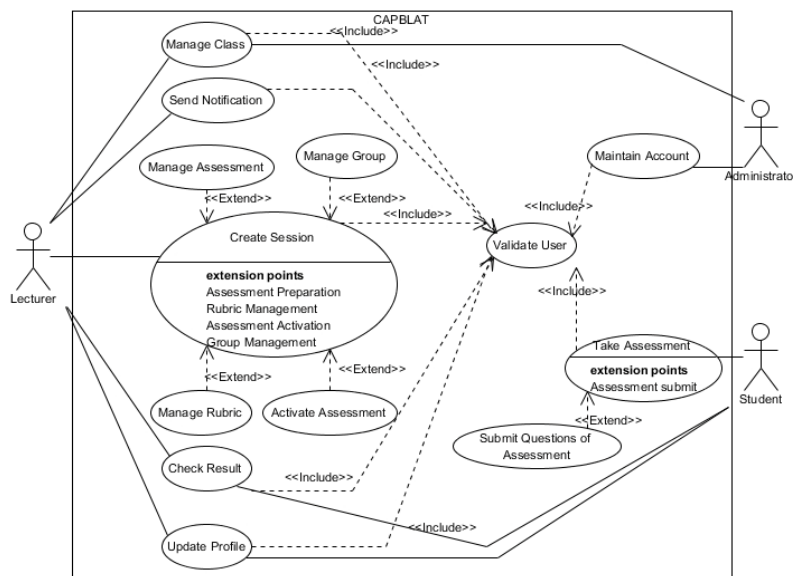 CAPBLAT
<<Include>>
Manage Class
<<Include>>
Send Notification
Manage Assessment
Manage Group
Maintain Account
Administrato
<<Extend>>
<<Extend>>
<<Include>>
<<Include>>
Create Session
Validate User
extension points
Assessment Preparation
Rubric Management
Assessment Activation
Group Management
Lecturer
<<Include>>
Take Assessment
extension points
Assessment submit
Student
<<Extend>>
<<Extend>>
Manage Rubric
Activate Assessment
<<Extend>>
Submit Questions of
Assessment
Check Result
<<Include>>
<<Include>>
Update Profile